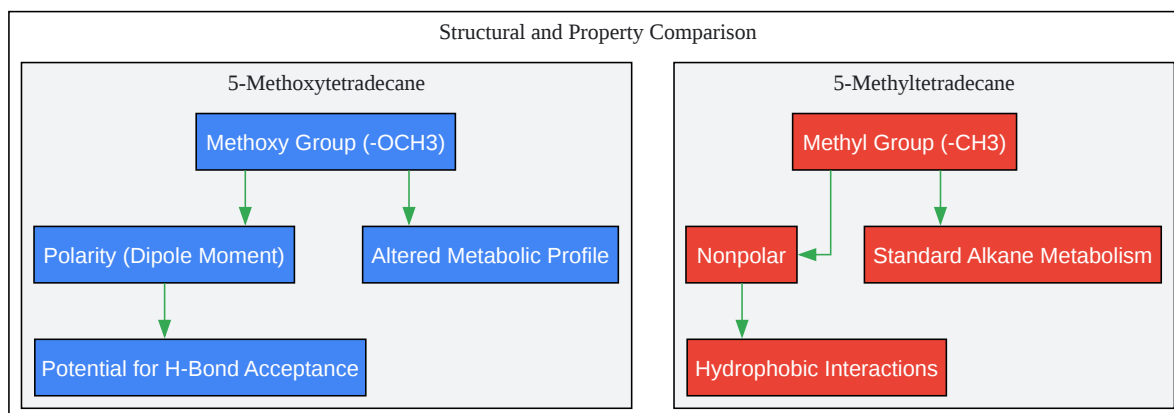 Structural and Property Comparison
5-Methoxytetradecane
Methoxy Group (-OCH3)
Polarity (Dipole Moment)
Altered Metabolic Profile
Potential for H-Bond Acceptance
5-Methyltetradecane
Methyl Group (-CH3)
Nonpolar
Standard Alkane Metabolism
Hydrophobic Interactions